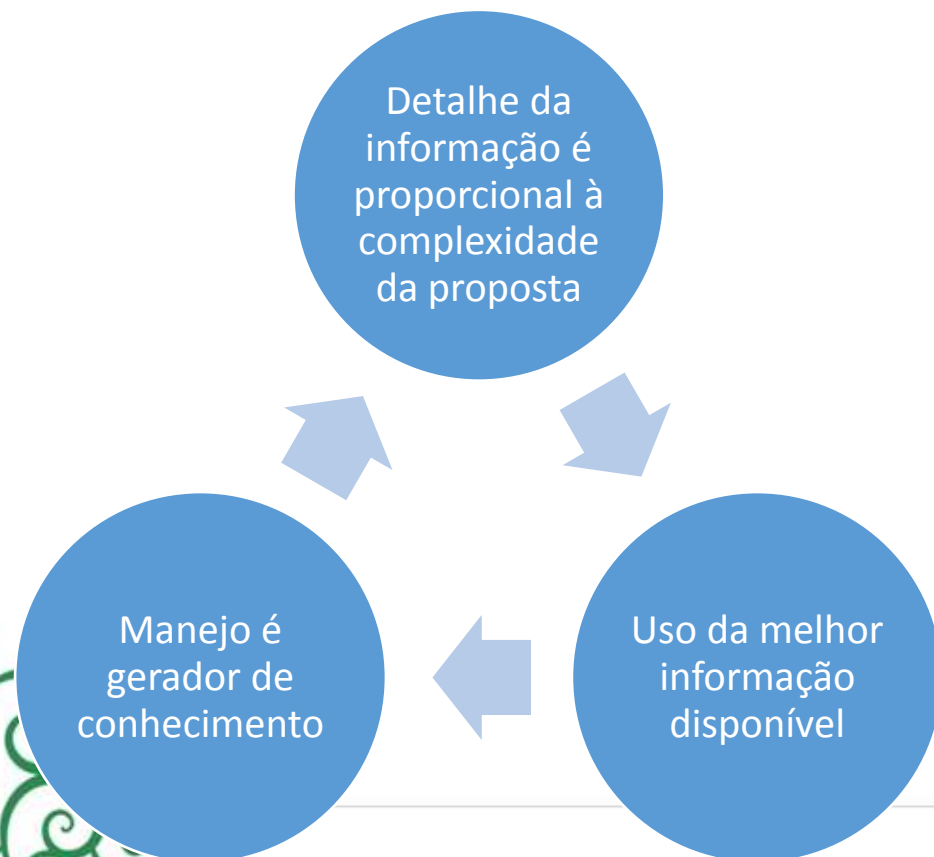 Detalhe da
informação é
proporcional à
complexidade
da proposta
Manejo é
gerador de
conhecimento
Uso da melhor
informação
disponível